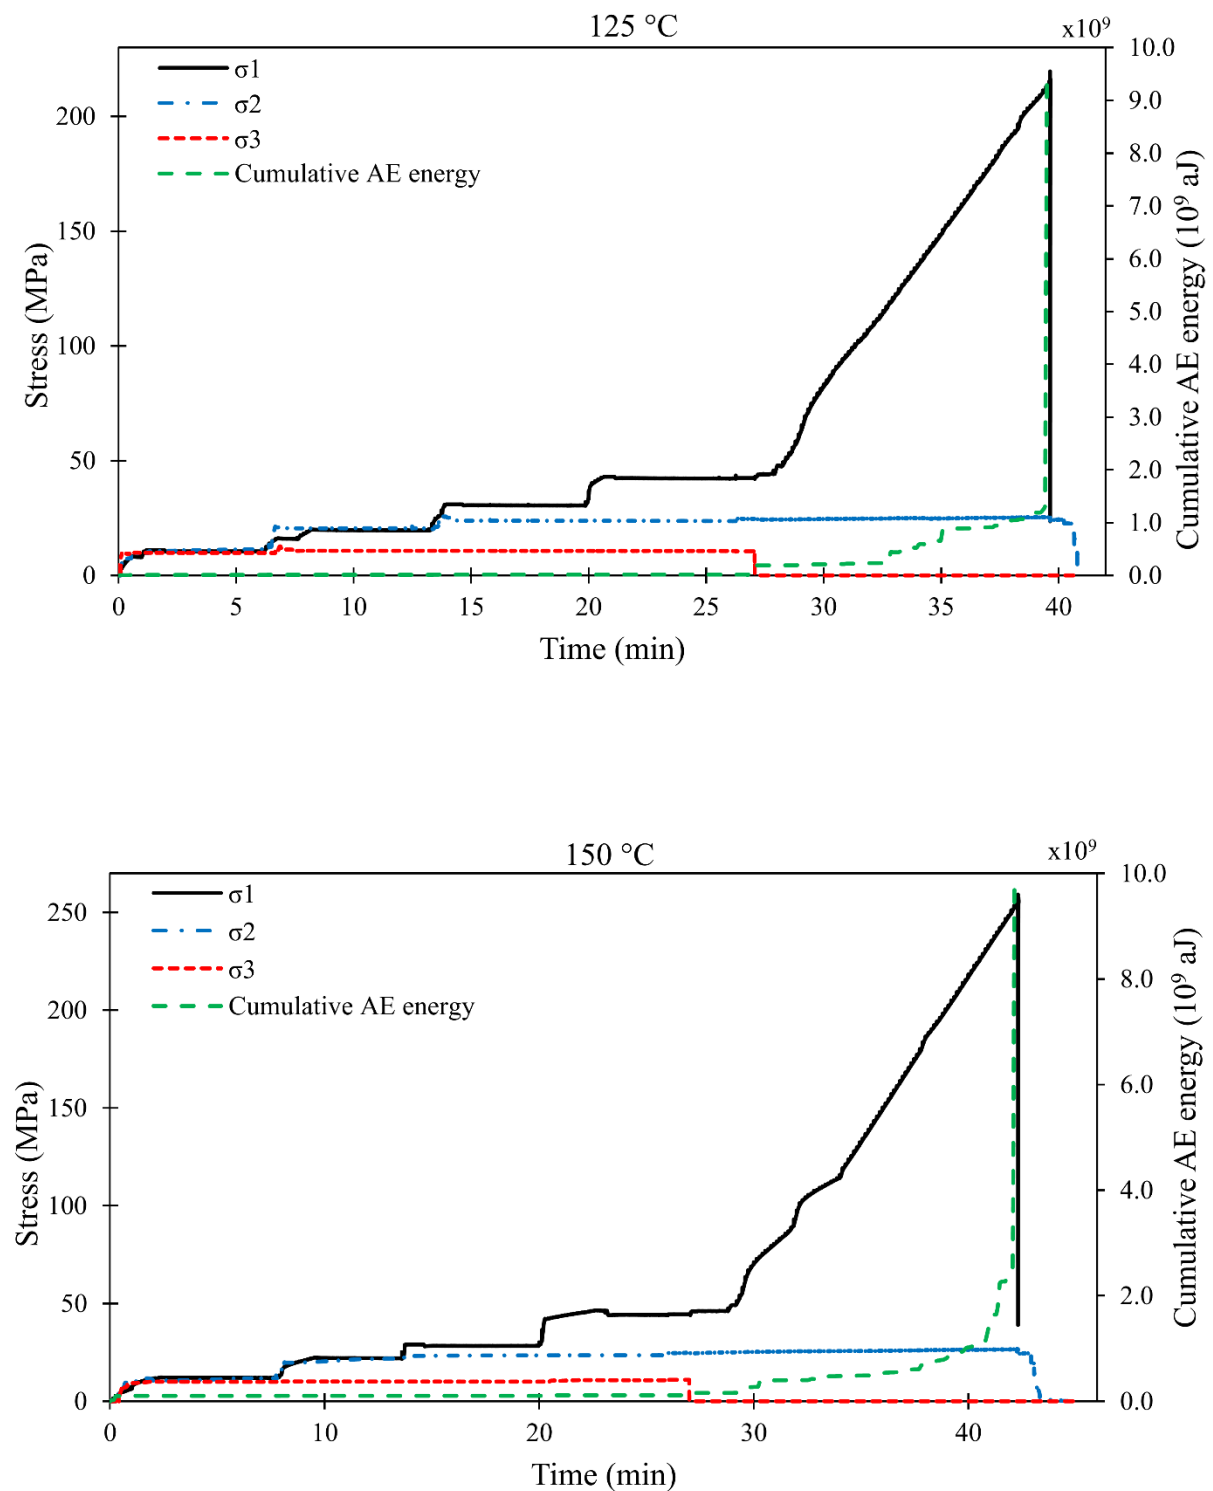 125 °C
x10⁹
σ1
σ2
σ3
Cumulative AE energy
Stress (MPa)
200
150
100
50
0
10.0
9.0
8.0
7.0
6.0
5.0
4.0
3.0
2.0
1.0
0.0
Cumulative AE energy (10⁹ aJ)
0 5 10 15 20 25 30 35 40
Time (min)
150 °C
x10⁹
σ1
σ2
σ3
Cumulative AE energy
Stress (MPa)
250
200
150
100
50
0
10.0
8.0
6.0
4.0
2.0
0.0
Cumulative AE energy (10⁹ aJ)
0 10 20 30 40
Time (min)